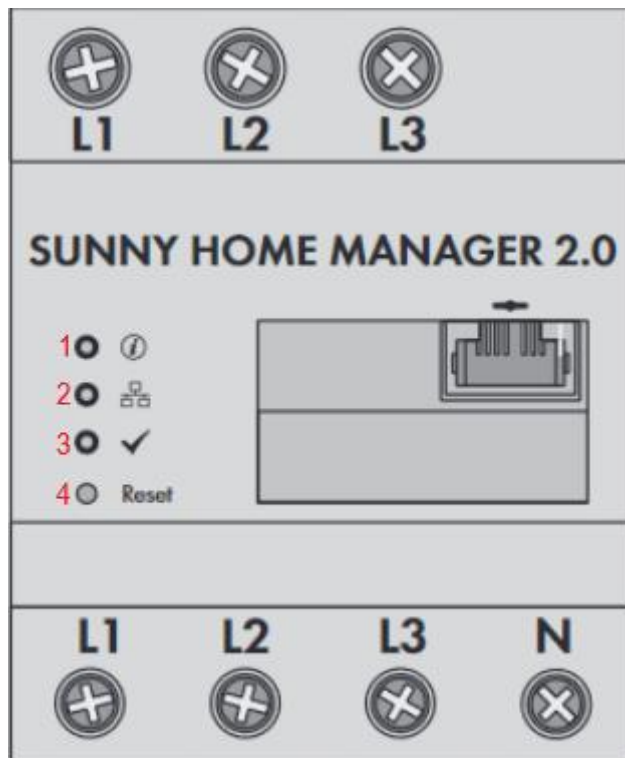 L1 L2 L3
SUNNY HOME MANAGER 2.0
1
2
3
4 Reset
L1 L2 L3 N